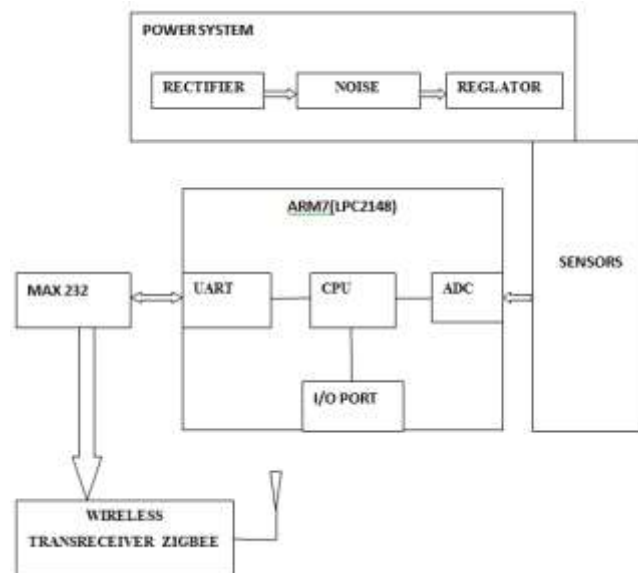 POWER SYSTEM
RECTIFIER
NOISE
REGLATOR
ARM7(LPC2148)
SENSORS
MAX 232
UART
CPU
ADC
I/O PORT
WIRELESS
TRANSRECEIVER ZIGBEE